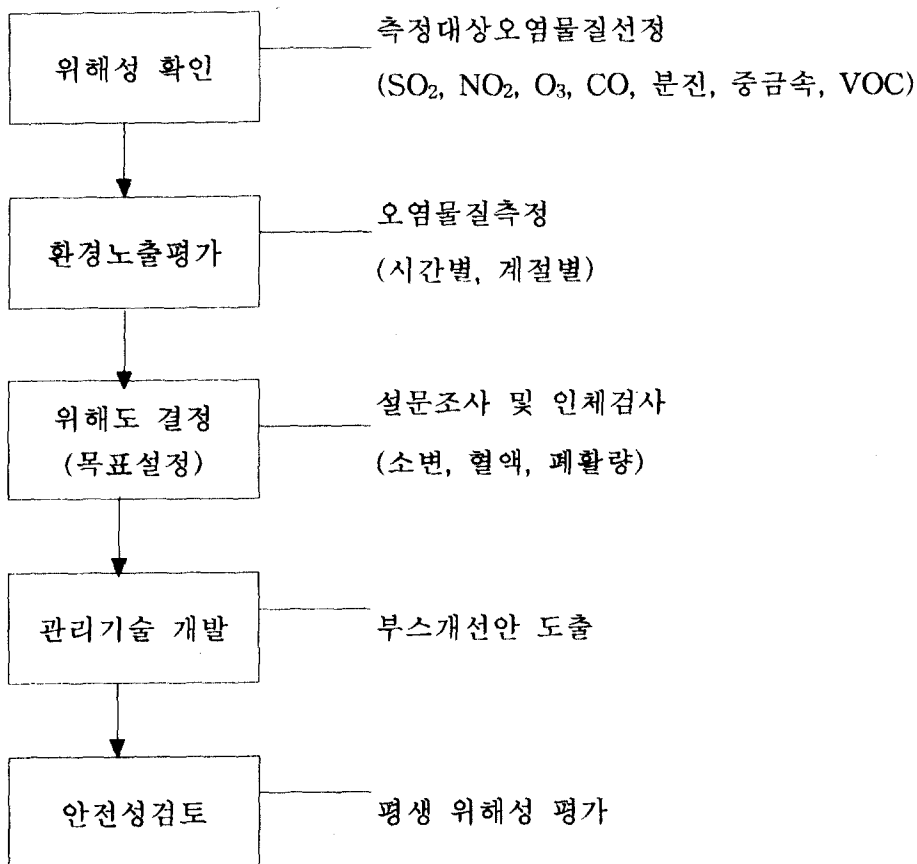 위해성 확인
측정대상오염물질선정
(SO₂, NO₂, O₃, CO, 분진, 중금속, VOC)
환경노출평가
오염물질측정
(시간별, 계절별)
위해도 결정
(목표설정)
설문조사 및 인체검사
(소변, 혈액, 폐활량)
관리기술 개발
부스개선안 도출
안전성검토
평생 위해성 평가